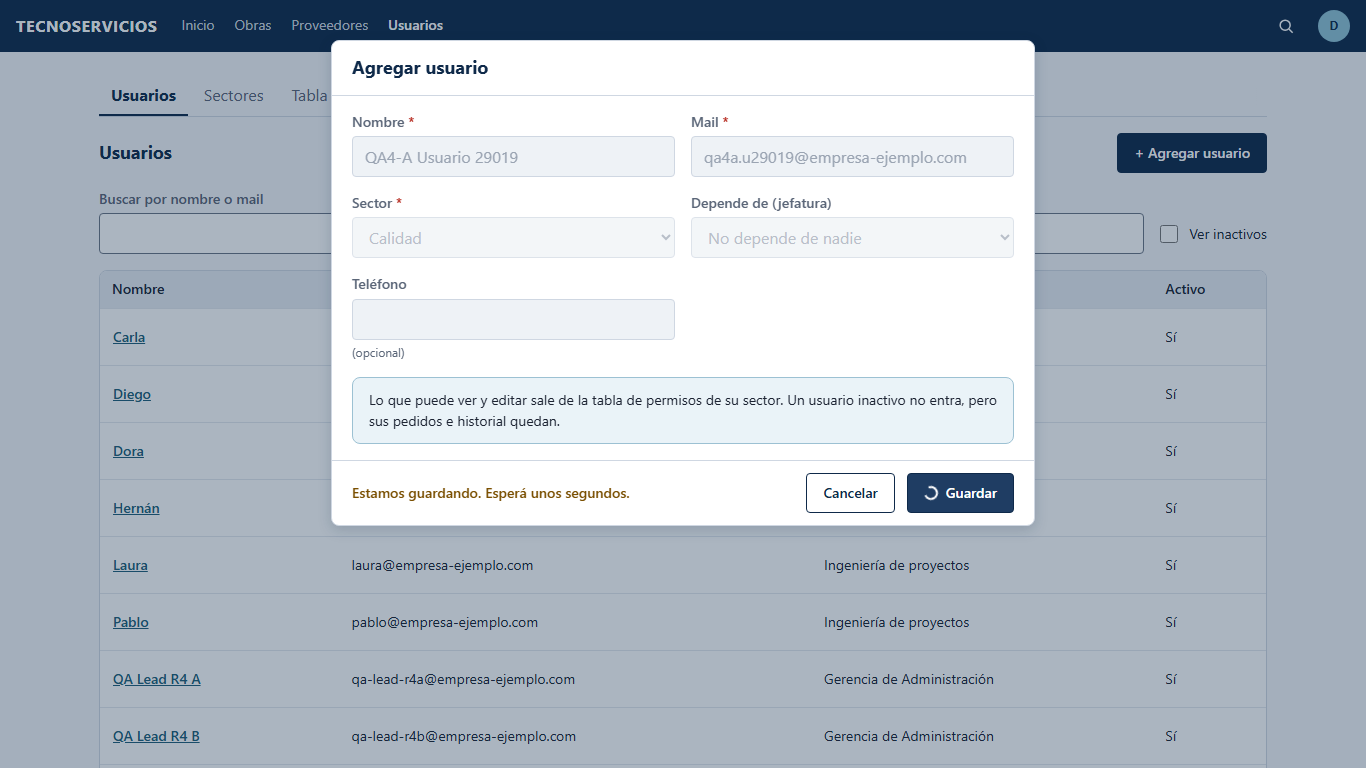 TECNOSERVICIOS Inicio Obras Proveedores Usuarios D
Agregar usuario
Usuarios Sectores Tabla
Nombre * Mail *
QA4-A Usuario 29019 qa4a.u29019@empresa-ejemplo.com
Usuarios + Agregar usuario
Sector * Depende de (jefatura)
Buscar por nombre o mail
Calidad No depende de nadie
Ver inactivos
Teléfono
(opcional)
Nombre Activo
Lo que puede ver y editar sale de la tabla de permisos de su sector. Un usuario inactivo no entra, pero
sus pedidos e historial quedan.
Estamos guardando. Esperá unos segundos. Cancelar Guardar
Carla Sí
Diego Sí
Dora Sí
Hernán Sí
Laura laura@empresa-ejemplo.com Ingeniería de proyectos Sí
Pablo pablo@empresa-ejemplo.com Ingeniería de proyectos Sí
QA Lead R4 A qa-lead-r4a@empresa-ejemplo.com Gerencia de Administración Sí
QA Lead R4 B qa-lead-r4b@empresa-ejemplo.com Gerencia de Administración Sí